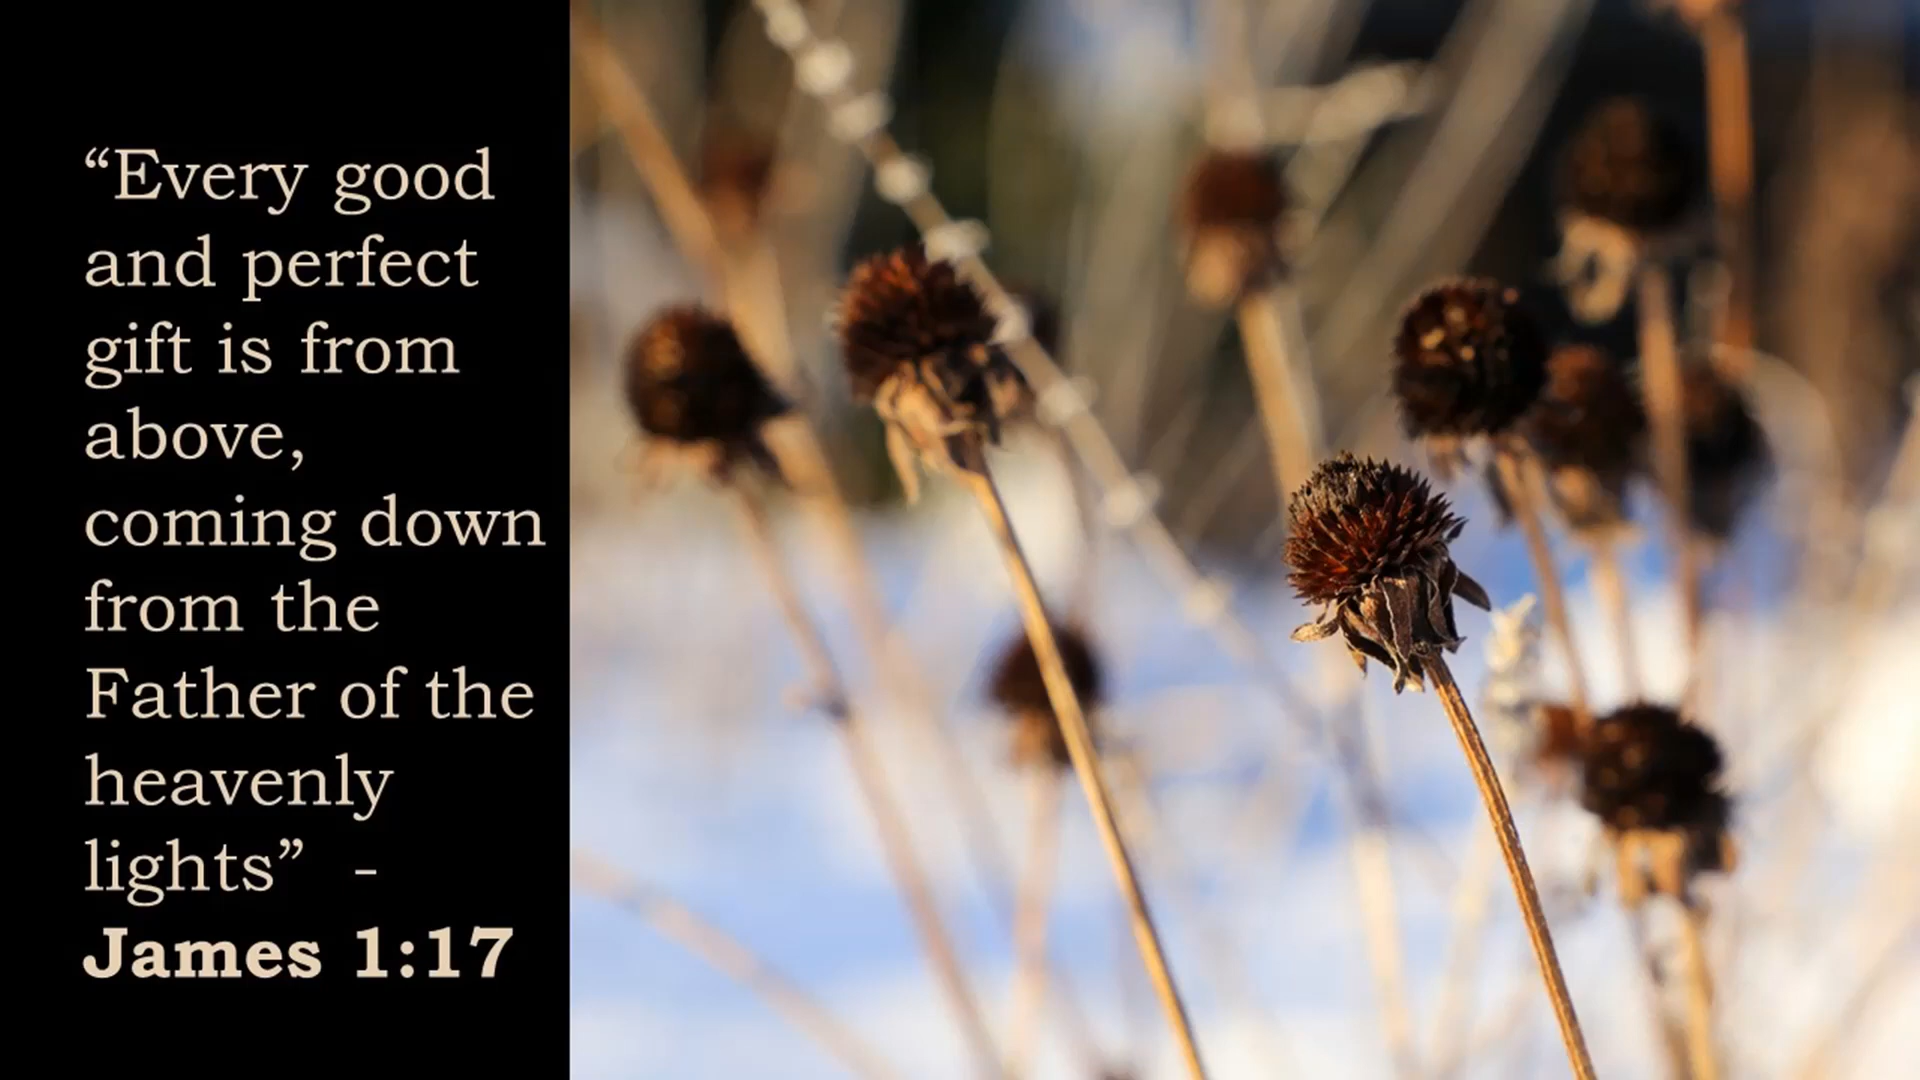 “Every good
and perfect
gift is from
above,
coming down
from the
Father of the
heavenly
lights”  -
James 1:17